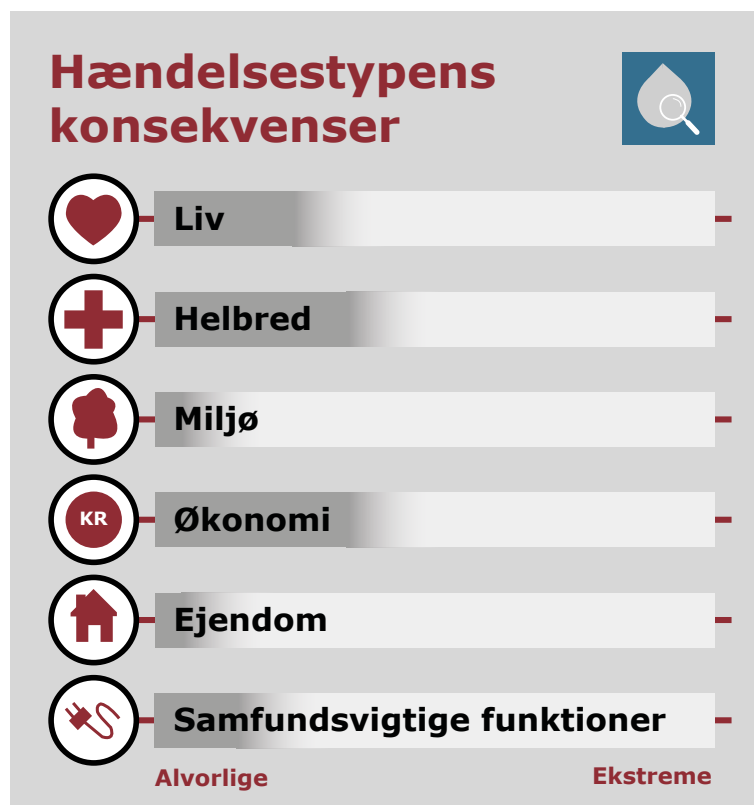 Hændelsestypens
konsekvenser
Liv
Helbred
Miljø
KR
Økonomi
Ejendom
Samfundsvigtige funktioner
Alvorlige
Ekstreme